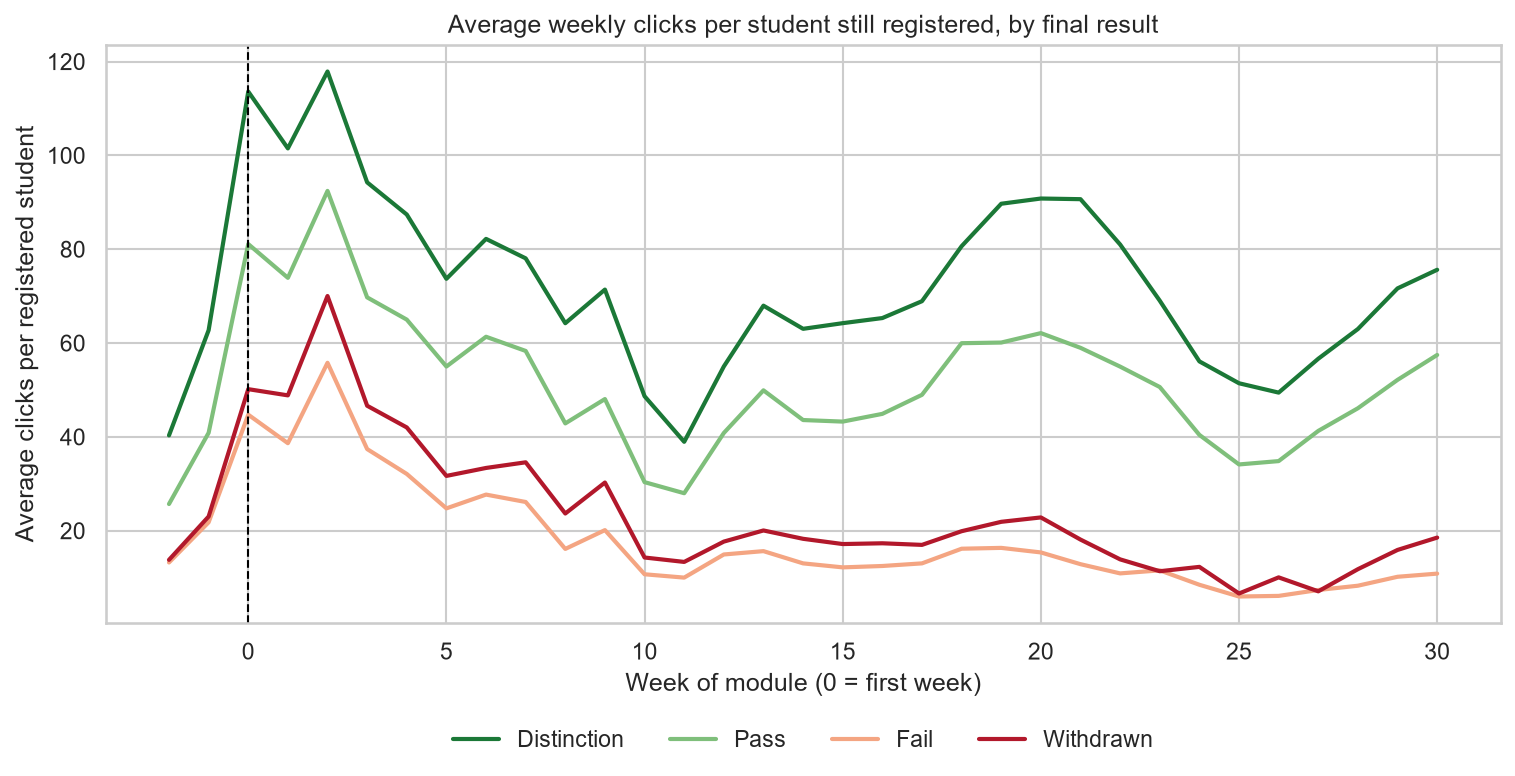 Average weekly clicks per student still registered, by final result
Average clicks per registered student
120
100
80
60
40
20
0 5 10 15 20 25 30
Week of module (0 = first week)
Distinction Pass Fail Withdrawn